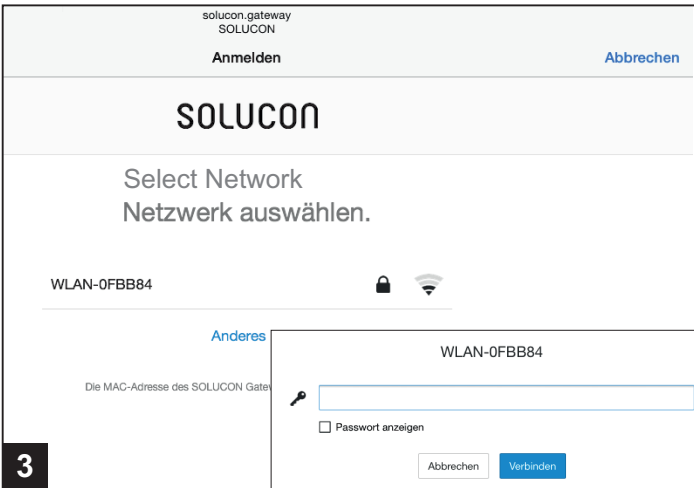 solucon.gateway
SOLUCON
Anmelden
Abbrechen
SOLUCON
Select Network
Netzwerk auswählen.
WLAN-0FBB84
Anderes
Die MAC-Adresse des SOLUCON
WLAN-0FBB84
Passwort anzeigen
Abbrechen
Verbinden
3